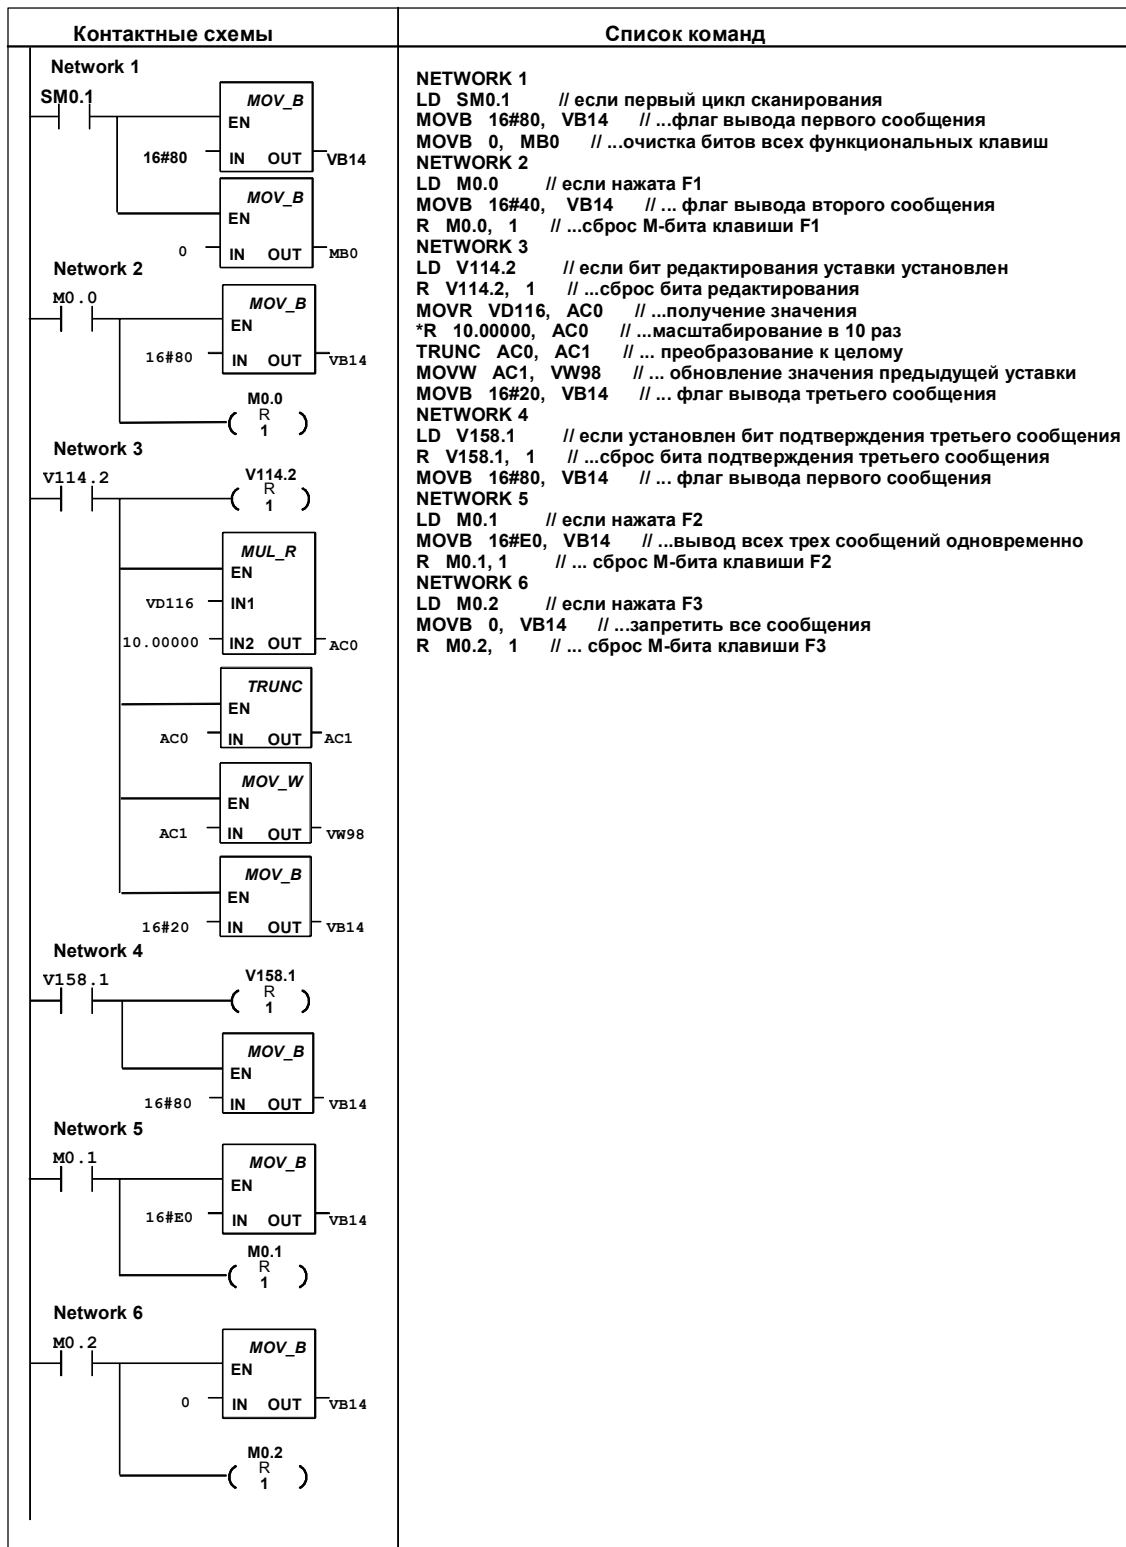 Контактные схемы
Network 1
SM0.1
MOV_B
EN
16#80 IN OUT VB14
MOV_B
EN
0 IN OUT MB0
Network 2
M0.0
MOV_B
EN
16#80 IN OUT VB14
M0.0
R
1
Network 3
V114.2 V114.2
R
1
MUL_R
EN
VD116 IN1
10.00000 IN2 OUT AC0
TRUNC
EN
AC0 IN OUT AC1
MOV_W
EN
AC1 IN OUT VW98
MOV_B
EN
16#20 IN OUT VB14
Network 4
V158.1 V158.1
R
1
MOV_B
EN
16#80 IN OUT VB14
Network 5
M0.1
MOV_B
EN
16#E0 IN OUT VB14
M0.1
R
1
Network 6
M0.2
MOV_B
EN
0 IN OUT VB14
M0.2
R
1
Список команд
NETWORK 1
LD SM0.1 // если первый цикл сканирования
MOVB 16#80, VB14 // ...флаг вывода первого сообщения
MOVB 0, MB0 // ...очистка битов всех функциональных клавиш
NETWORK 2
LD M0.0 // если нажата F1
MOVB 16#40, VB14 // ... флаг вывода второго сообщения
R M0.0, 1 // ...сброс М-бита клавиши F1
NETWORK 3
LD V114.2 // если бит редактирования уставки установлен
R V114.2, 1 // ...сброс бита редактирования
MOVR VD116, AC0 // ...получение значения
*R 10.00000, AC0 // ...масштабирование в 10 раз
TRUNC AC0, AC1 // ... преобразование к целому
MOVW AC1, VW98 // ... обновление значения предыдущей уставки
MOVB 16#20, VB14 // ... флаг вывода третьего сообщения
NETWORK 4
LD V158.1 // если установлен бит подтверждения третьего сообщения
R V158.1, 1 // ...сброс бита подтверждения третьего сообщения
MOVB 16#80, VB14 // ... флаг вывода первого сообщения
NETWORK 5
LD M0.1 // если нажата F2
MOVB 16#E0, VB14 // ...вывод всех трех сообщений одновременно
R M0.1, 1 // ... сброс М-бита клавиши F2
NETWORK 6
LD M0.2 // если нажата F3
MOVB 0, VB14 // ...запретить все сообщения
R M0.2, 1 // ... сброс М-бита клавиши F3